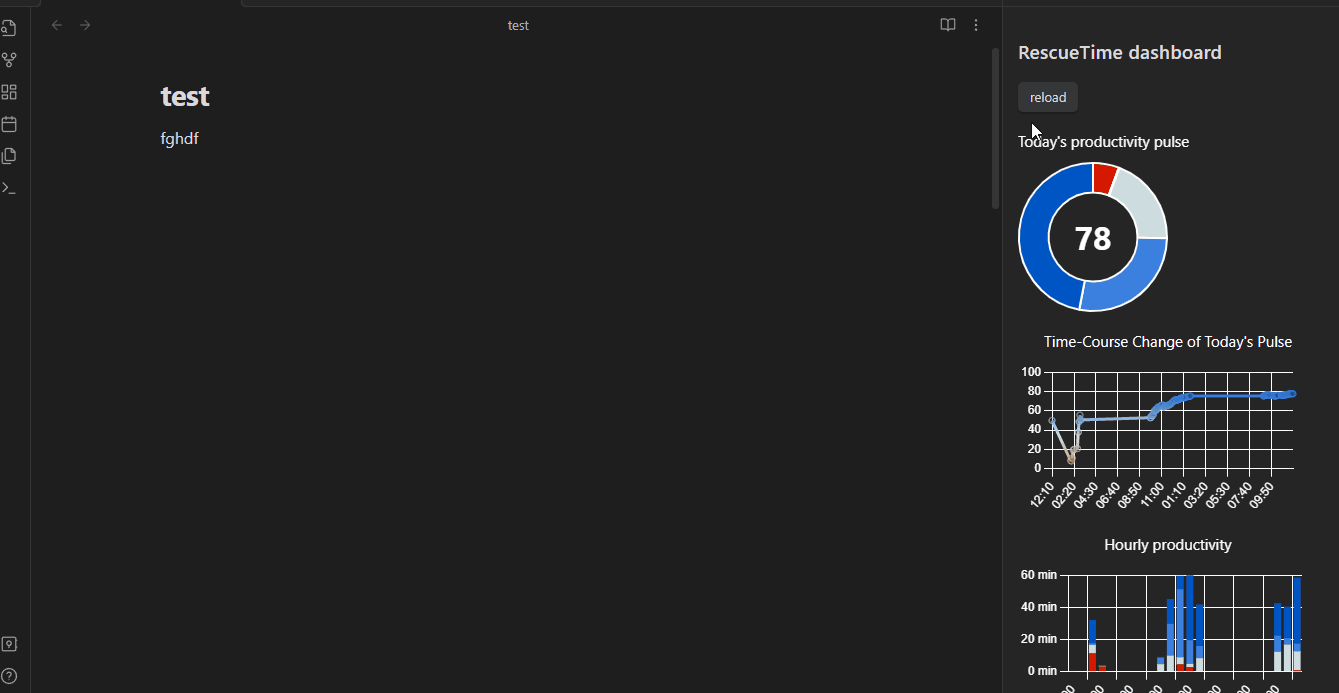 test
test
fghdf
RescueTime dashboard
reload
Today's productivity pulse
78
Time-Course Change of Today's Pulse
100
80
60
40
20
0
12:10 02:20 04:30 06:40 08:50 11:00 01:10 03:20 05:30 07:40 09:50
Hourly productivity
60 min
40 min
20 min
0 min